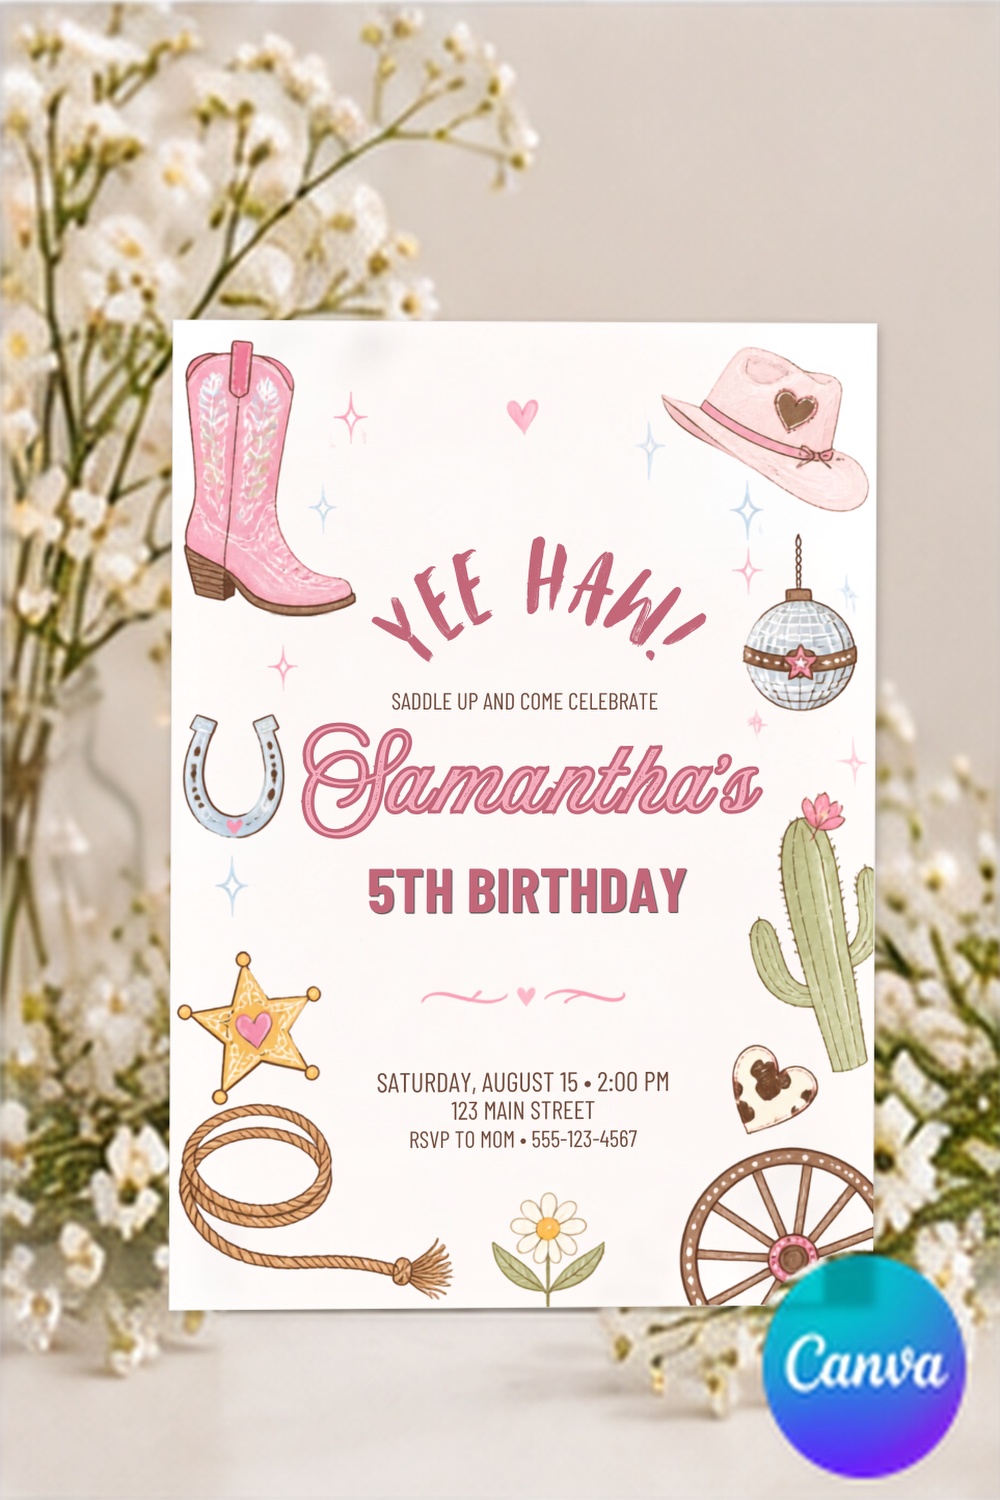 YEE HAW!
SADDLE UP AND COME CELEBRATE
Samantha's
5TH BIRTHDAY
SATURDAY, AUGUST 15 • 2:00 PM
123 MAIN STREET
RSVP TO MOM • 555-123-4567
Canva